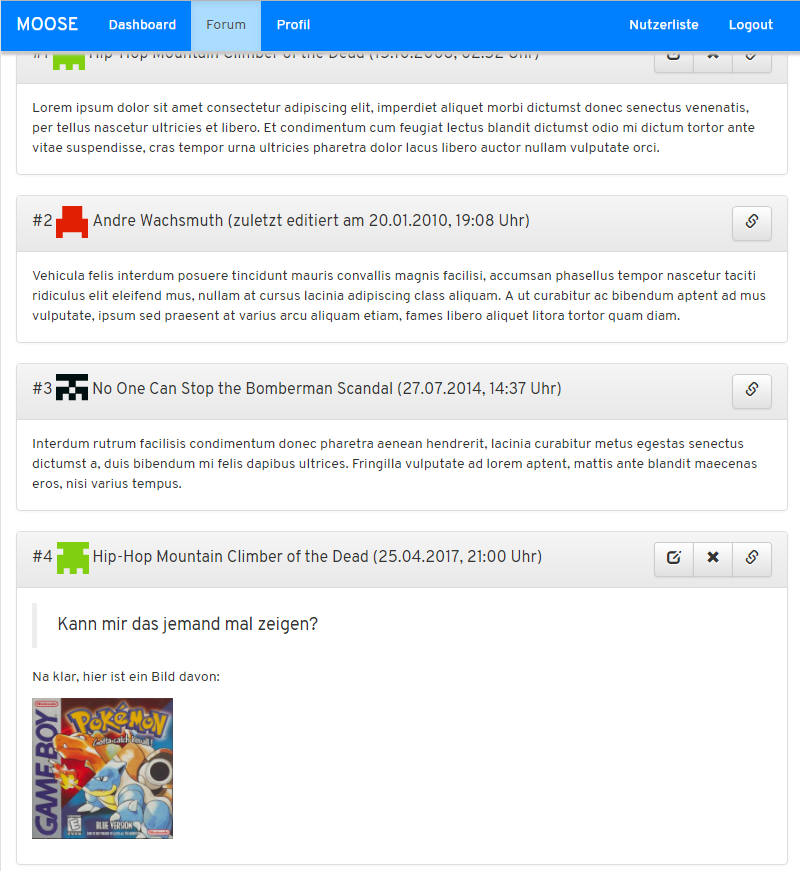 MOOSE Dashboard Forum Profil Nutzerliste Logout
#1 Hip-Hop Mountain Climber of the Dead (
Lorem ipsum dolor sit amet consectetur adipiscing elit, imperdiet aliquet morbi dictumst donec senectus venenatis,
per tellus nascetur ultricies et libero. Et condimentum cum feugiat lectus blandit dictumst odio mi dictum tortor ante
vitae suspendisse, cras tempor urna ultricies pharetra dolor lacus libero auctor nullam vulputate orci.
#2 Andre Wachsmuth (zuletzt editiert am 20.01.2010, 19:08 Uhr)
Vehicula felis interdum posuere tincidunt mauris convallis magnis facilisi, accumsan phasellus tempor nascetur taciti
ridiculus elit eleifend mus, nullam at cursus lacinia adipiscing class aliquam. A ut curabitur ac bibendum aptent ad mus
vulputate, ipsum sed praesent at varius arcu aliquam etiam, fames libero aliquet litora tortor quam diam.
#3 No One Can Stop the Bomberman Scandal (27.07.2014, 14:37 Uhr)
Interdum rutrum facilisis condimentum donec pharetra aenean hendrerit, lacinia curabitur metus egestas senectus
dictumst a, duis bibendum mi felis dapibus ultrices. Fringilla vulputate ad lorem aptent, mattis ante blandit maecenas
eros, nisi varius tempus.
#4 Hip-Hop Mountain Climber of the Dead (25.04.2017, 21:00 Uhr)
Kann mir das jemand mal zeigen?
Na klar, hier ist ein Bild davon:
Nintendo
GAME BOY
POKéMON
Gotta catch 'em all!
BLUE VERSION
Nintendo